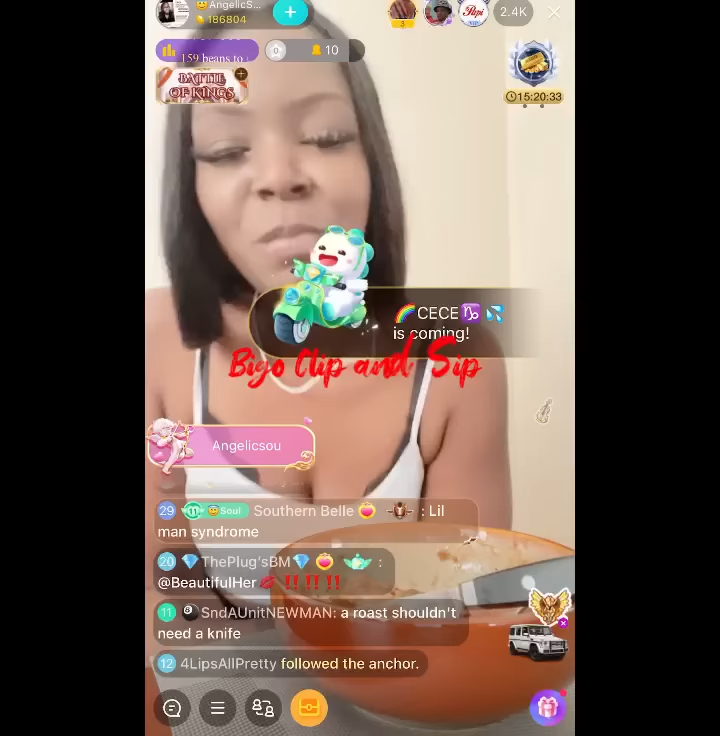 😇AngelicS...
186804
Papi
2.4K
159 beans to
10
BATTLE
OF KINGS
15:20:33
🌈CECE♑💦
is coming!
Bigo Clip and Sip
Angelicsou
29 😇Soul Southern Belle : Lil
man syndrome
20 💎ThePlug'sBM💎 :
@BeautifulHer💋 ‼️‼️‼️
11 🎱SndAUnitNEWMAN: a roast shouldn't
need a knife
12 4LipsAllPretty followed the anchor.